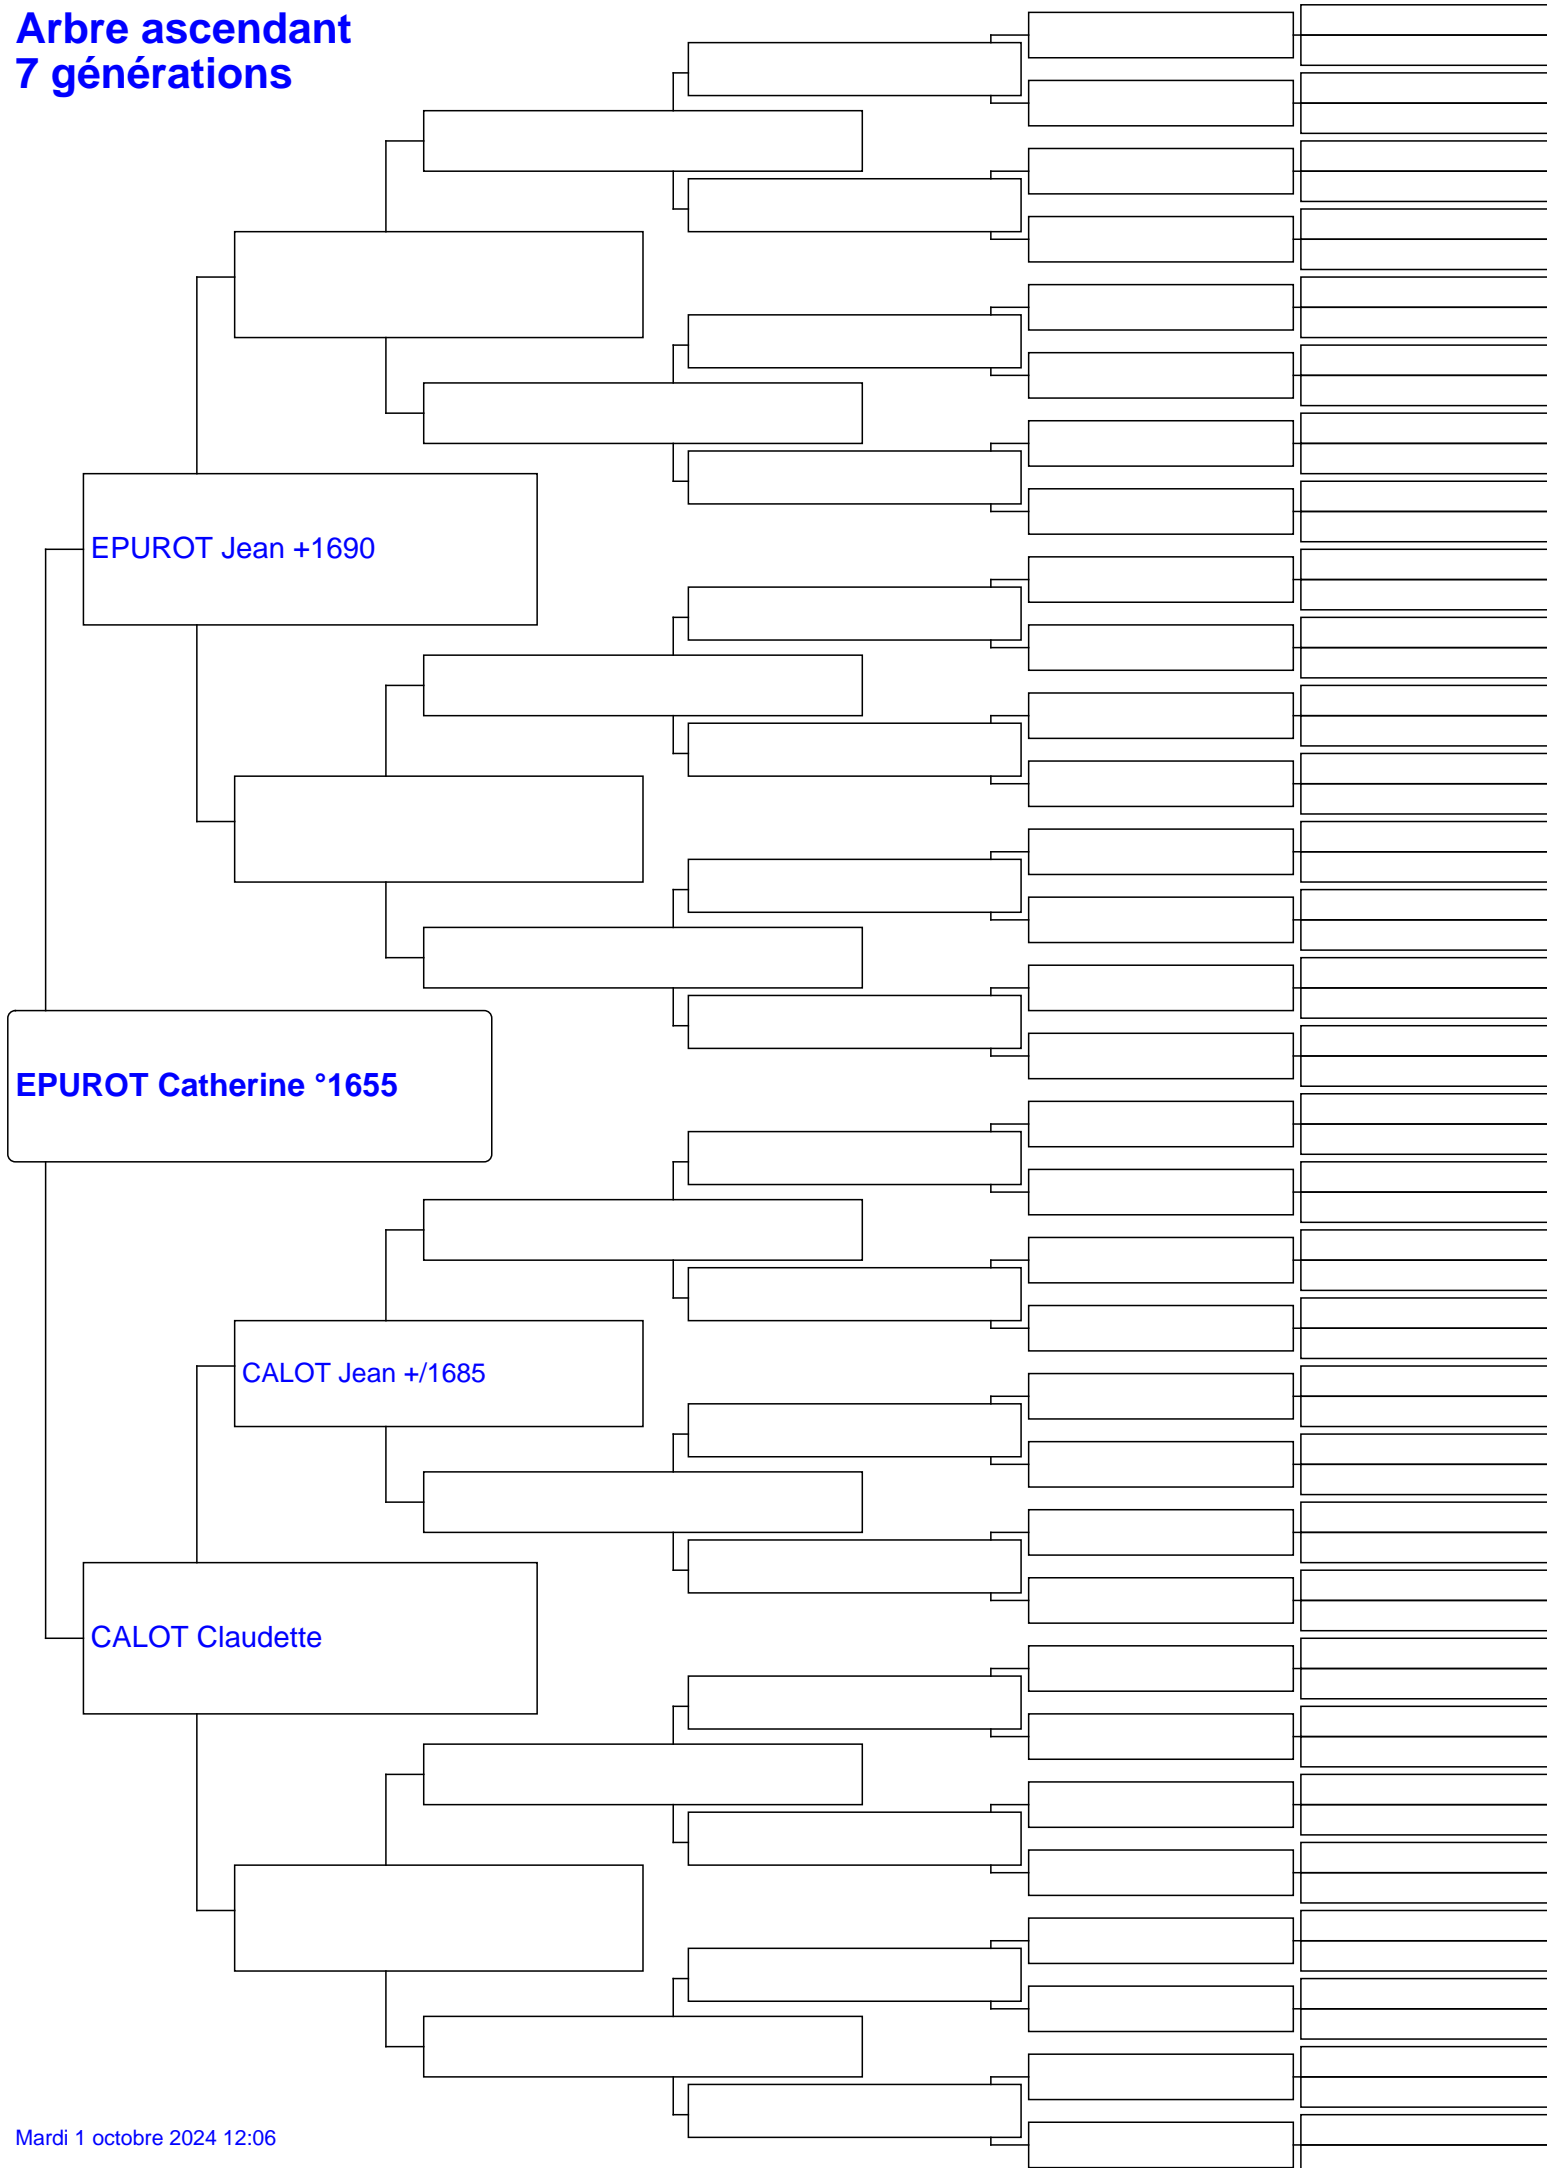 Arbre ascendant
7 générations
EPUROT Jean +1690
EPUROT Catherine °1655
CALOT Jean +/1685
CALOT Claudette
Mardi 1 octobre 2024 12:06